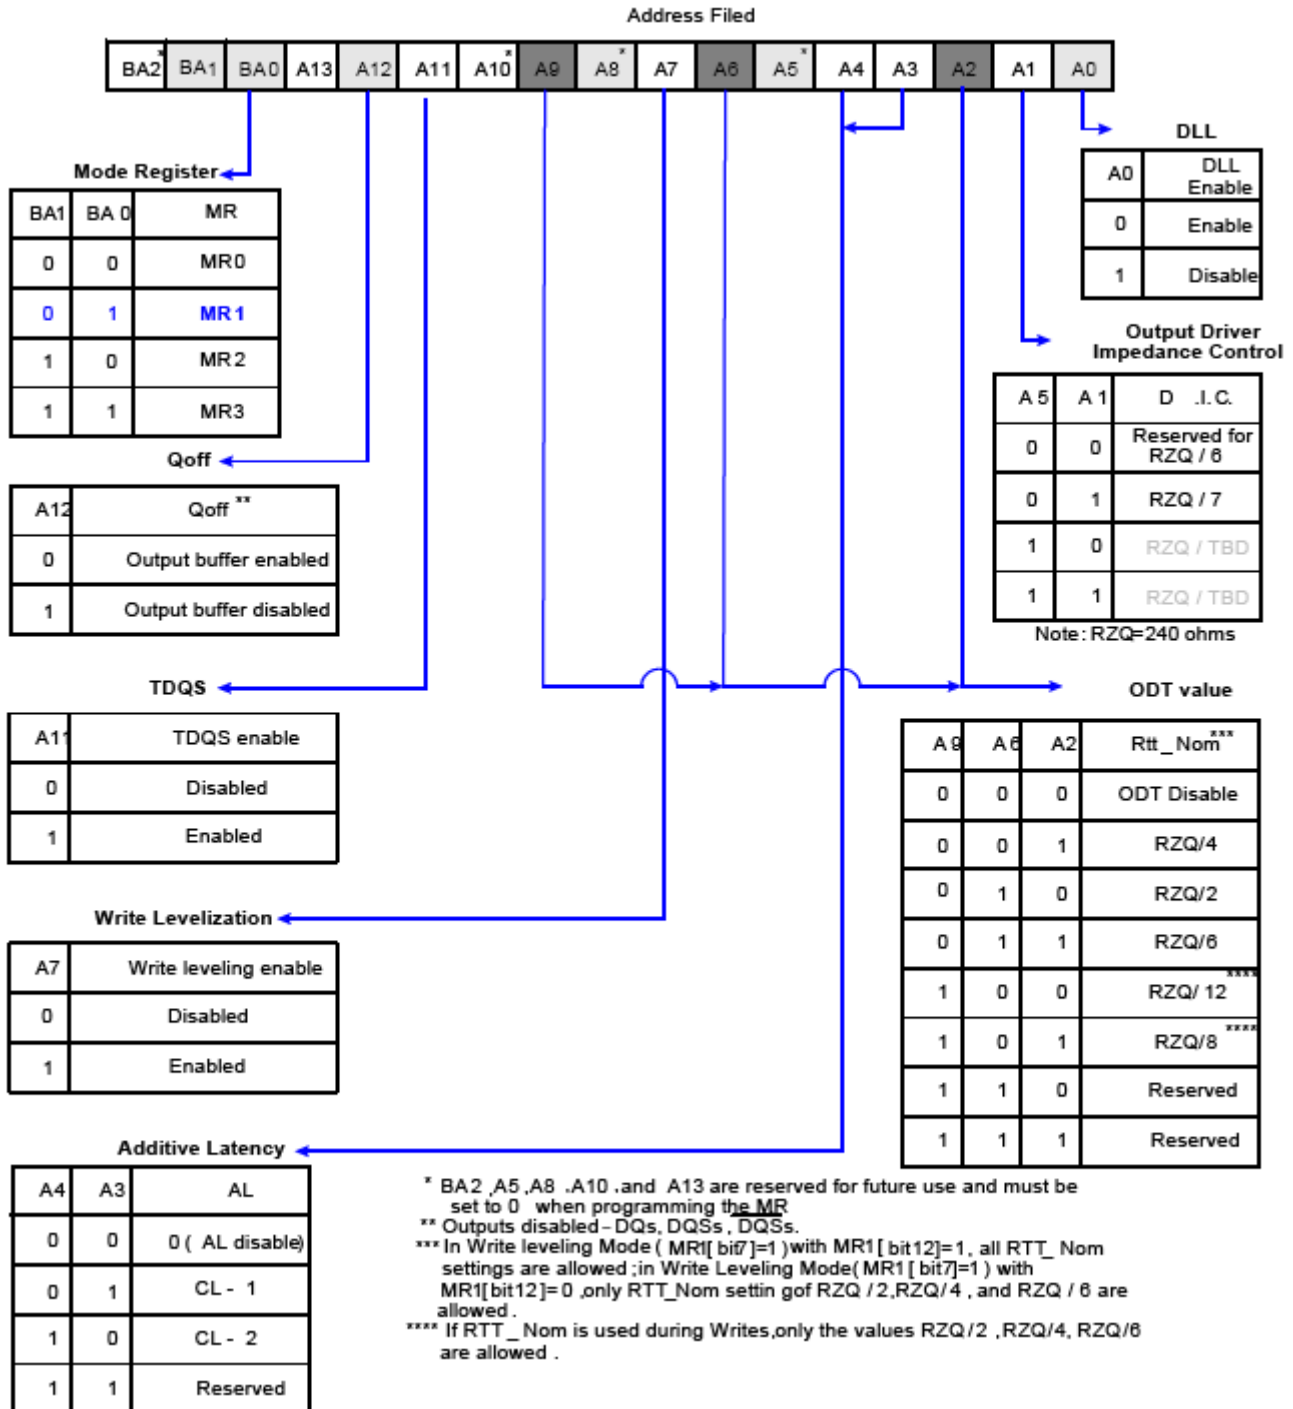 Address Filed
BA2* BA1 BA0 A13 A12 A11 A10* A9 A8* A7 A6 A5* A4 A3 A2 A1 A0
DLL
A0 DLL Enable
0 Enable
1 Disable
Mode Register
BA1 BA 0 MR
0 0 MR0
0 1 MR1
1 0 MR2
1 1 MR3
Output Driver
Impedance Control
A 5 A 1 D .I. C.
0 0 Reserved for RZQ / 6
0 1 RZQ / 7
1 0 RZQ / TBD
1 1 RZQ / TBD
Note: RZQ=240 ohms
Qoff
A12 Qoff **
0 Output buffer enabled
1 Output buffer disabled
TDQS
A11 TDQS enable
0 Disabled
1 Enabled
ODT value
A 9 A 6 A2 Rtt _ Nom***
0 0 0 ODT Disable
0 0 1 RZQ/4
0 1 0 RZQ/2
0 1 1 RZQ/6
1 0 0 RZQ/ 12****
1 0 1 RZQ/8****
1 1 0 Reserved
1 1 1 Reserved
Write Levelization
A7 Write leveling enable
0 Disabled
1 Enabled
Additive Latency
A4 A3 AL
0 0 0 ( AL disable)
0 1 CL - 1
1 0 CL - 2
1 1 Reserved
* BA2 ,A5 ,A8 .A10 .and A13 are reserved for future use and must be
set to 0 when programming the MR
** Outputs disabled - DQs, DQSs , DQSs.
*** In Write leveling Mode ( MR1[ bit7]=1 )with MR1 [ bit12]=1, all RTT_ Nom
settings are allowed ;in Write Leveling Mode( MR1 [ bit7]=1 ) with
MR1[bit12]= 0 ,only RTT_Nom settin gof RZQ / 2,RZQ/ 4 , and RZQ / 6 are
allowed .
**** If RTT _ Nom is used during Writes,only the values RZQ/2 ,RZQ/4, RZQ/6
are allowed .